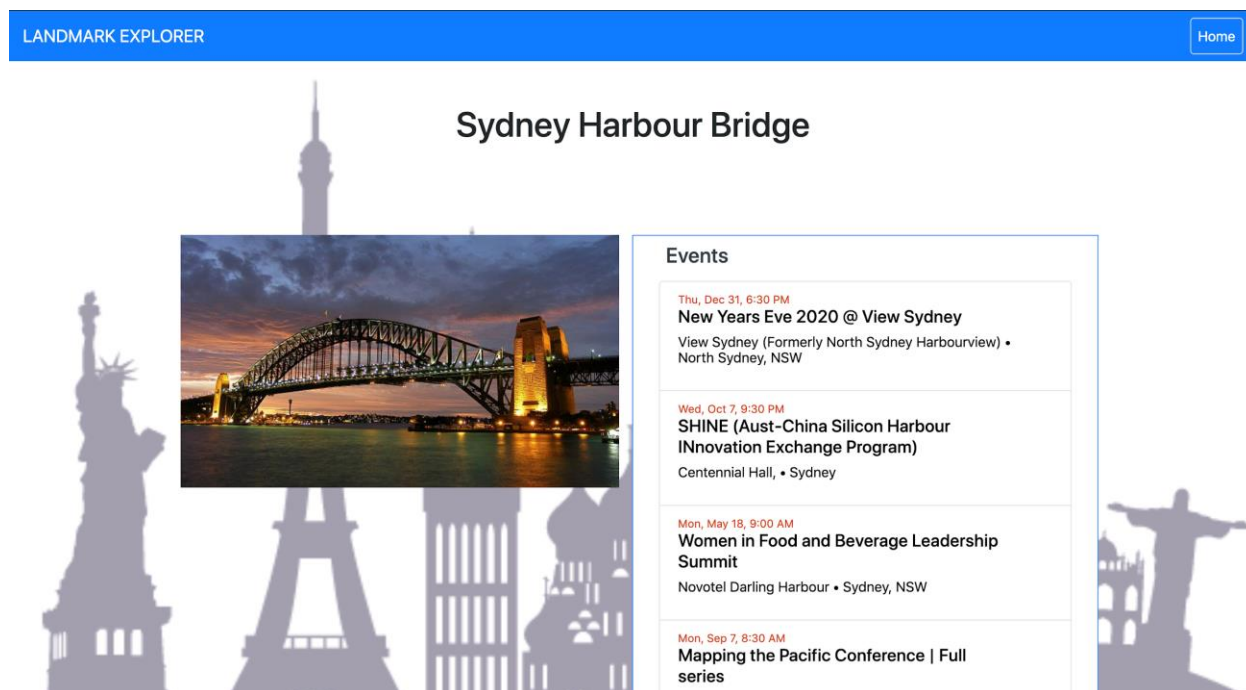 LANDMARK EXPLORER
Home
Sydney Harbour Bridge
Events
Thu, Dec 31, 6:30 PM
New Years Eve 2020 @ View Sydney
View Sydney (Formerly North Sydney Harbourview) •
North Sydney, NSW
Wed, Oct 7, 9:30 PM
SHINE (Aust-China Silicon Harbour
INnovation Exchange Program)
Centennial Hall, • Sydney
Mon, May 18, 9:00 AM
Women in Food and Beverage Leadership
Summit
Novotel Darling Harbour • Sydney, NSW
Mon, Sep 7, 8:30 AM
Mapping the Pacific Conference | Full
series